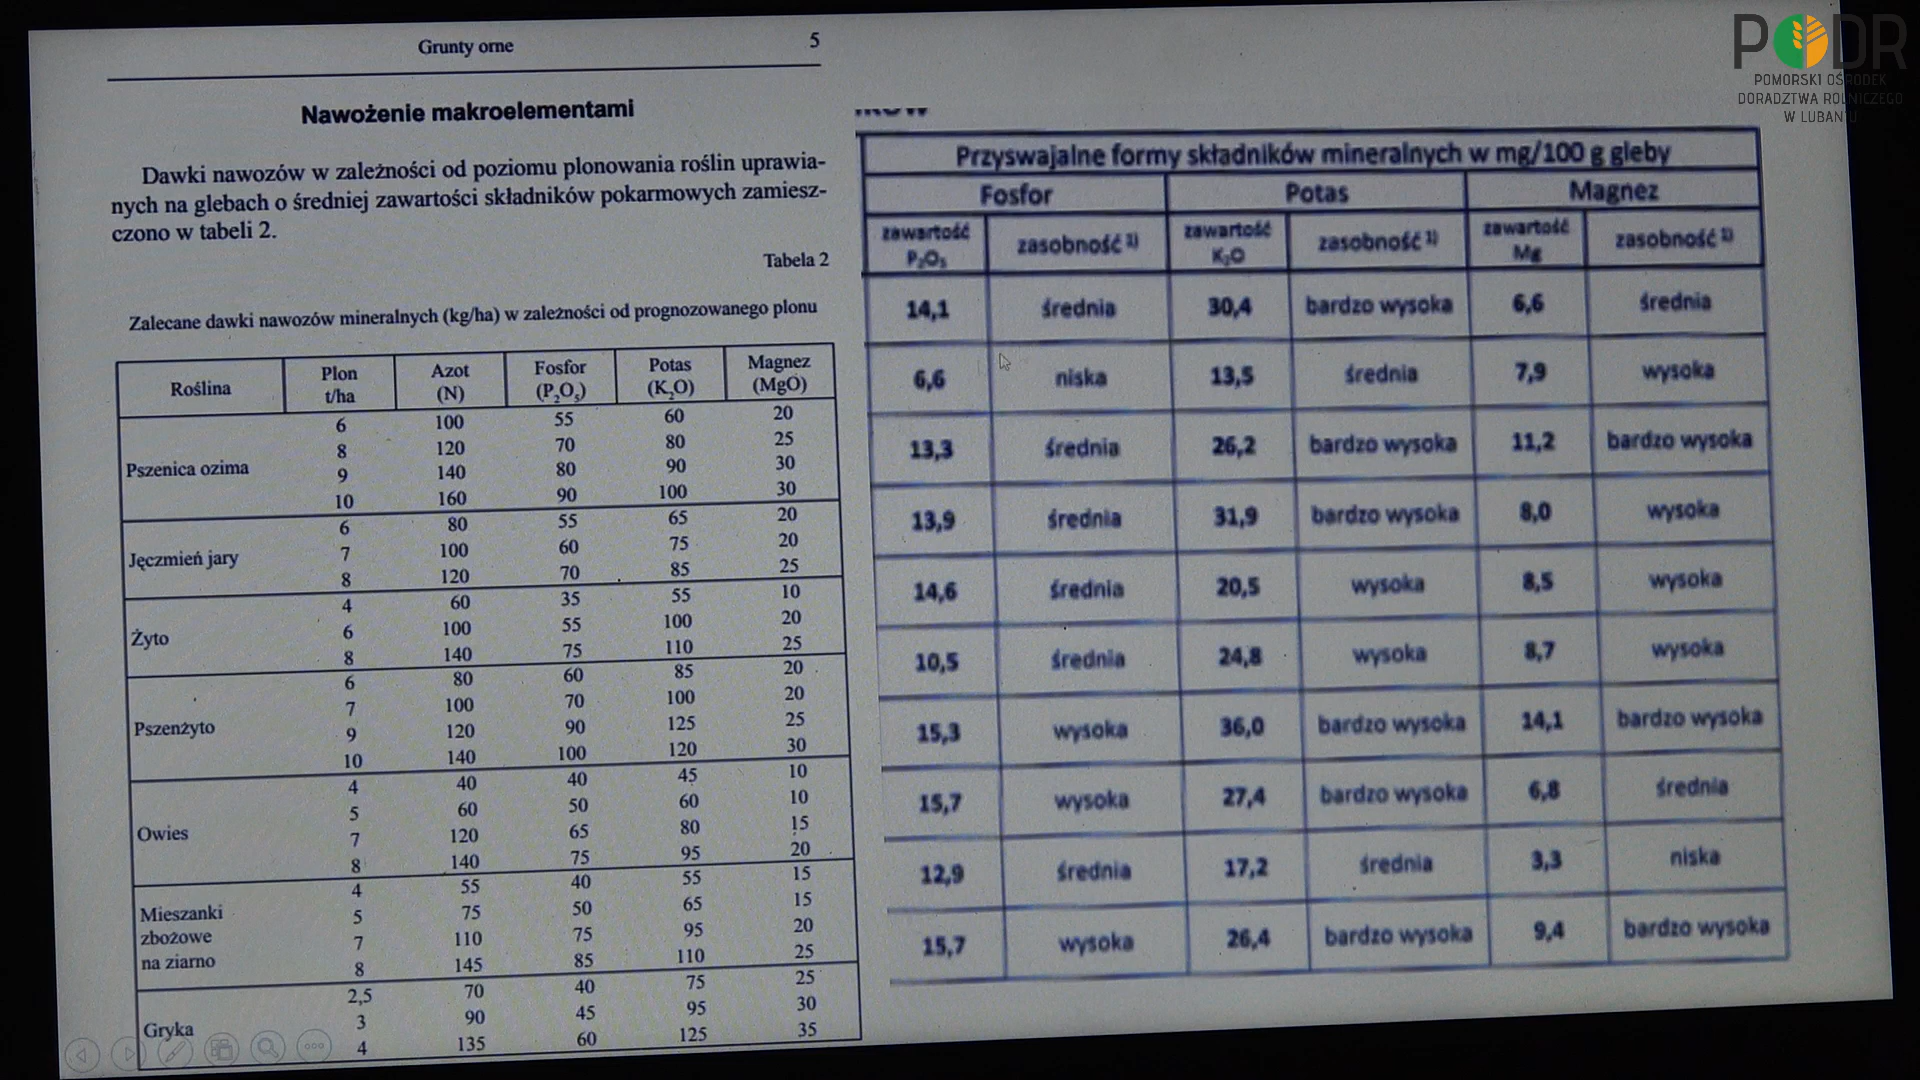 Grunty orne 5
Nawożenie makroelementami
Dawki nawozów w zależności od poziomu plonowania roślin uprawia-
nych na glebach o średniej zawartości składników pokarmowych zamiesz-
czono w tabeli 2.
Tabela 2
Zalecane dawki nawozów mineralnych (kg/ha) w zależności od prognozowanego plonu
Roślina Plon t/ha Azot (N) Fosfor (P₂O₅) Potas (K₂O) Magnez (MgO)
Pszenica ozima
6 100 55 60 20
8 120 70 80 25
9 140 80 90 30
10 160 90 100 30
Jęczmień jary
6 80 55 65 20
7 100 60 75 20
8 120 70 85 25
Żyto
4 60 35 55 10
6 100 55 100 20
8 140 75 110 25
Pszenżyto
6 80 60 85 20
7 100 70 100 20
9 120 90 125 25
10 140 100 120 30
Owies
4 40 40 45 10
5 60 50 60 10
7 120 65 80 15
8 140 75 95 20
Mieszanki
zbożowe
na ziarno
4 55 40 55 15
5 75 50 65 15
7 110 75 95 20
8 145 85 110 25
Gryka
2,5 70 40 75 25
3 90 45 95 30
4 135 60 125 35
Przyswajalne formy składników mineralnych w mg/100 g gleby
Fosfor Potas Magnez
zawartość P₂O₅ zasobność 1) zawartość K₂O zasobność 1) zawartość Mg zasobność 1)
14,1 średnia 30,4 bardzo wysoka 6,6 średnia
6,6 niska 13,5 średnia 7,9 wysoka
13,3 średnia 26,2 bardzo wysoka 11,2 bardzo wysoka
13,9 średnia 31,9 bardzo wysoka 8,0 wysoka
14,6 średnia 20,5 wysoka 8,5 wysoka
10,5 średnia 24,8 wysoka 8,7 wysoka
15,3 wysoka 36,0 bardzo wysoka 14,1 bardzo wysoka
15,7 wysoka 27,4 bardzo wysoka 6,8 średnia
12,9 średnia 17,2 średnia 3,3 niska
15,7 wysoka 26,4 bardzo wysoka 9,4 bardzo wysoka
PODR
POMORSKI OŚRODEK
DORADZTWA ROLNICZEGO
W LUBANIU